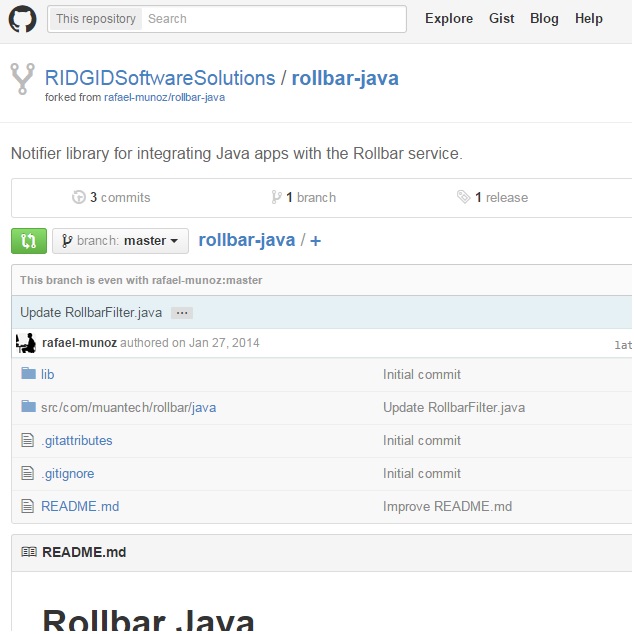 This repository Search Explore Gist Blog Help
RIDGIDSoftwareSolutions / rollbar-java
forked from rafael-munoz/rollbar-java
Notifier library for integrating Java apps with the Rollbar service.
3 commits 1 branch 1 release
branch: master rollbar-java / +
This branch is even with rafael-munoz:master
Update RollbarFilter.java ...
rafael-munoz authored on Jan 27, 2014 lat
lib Initial commit
src/com/muantech/rollbar/java Update RollbarFilter.java
.gitattributes Initial commit
.gitignore Initial commit
README.md Improve README.md
README.md
Rollbar Java